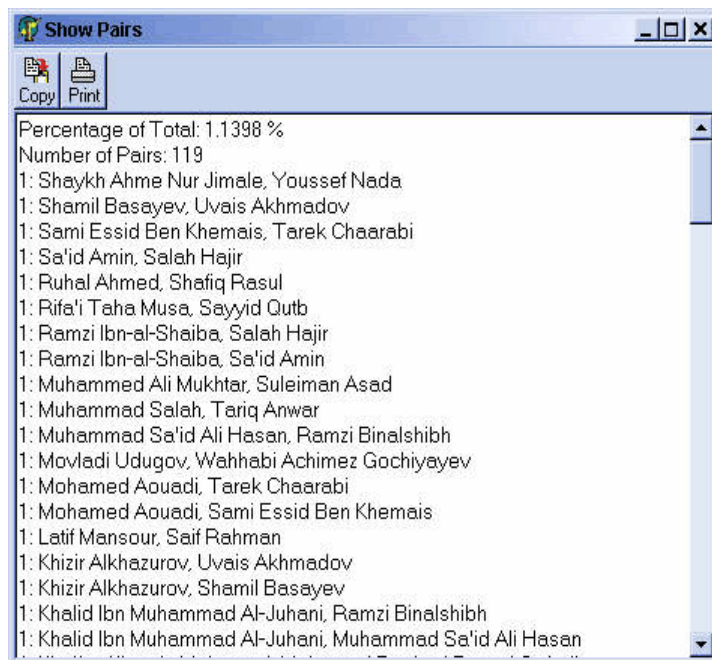 Show Pairs
Copy Print
Percentage of Total: 1.1398 %
Number of Pairs: 119
1: Shaykh Ahme Nur Jimale, Youssef Nada
1: Shamil Basayev, Uvais Akhmadov
1: Sami Essid Ben Khemais, Tarek Chaarabi
1: Sa'id Amin, Salah Hajir
1: Ruhal Ahmed, Shafiq Rasul
1: Rifa'i Taha Musa, Sayyid Qutb
1: Ramzi Ibn-al-Shaiba, Salah Hajir
1: Ramzi Ibn-al-Shaiba, Sa'id Amin
1: Muhammed Ali Mukhtar, Suleiman Asad
1: Muhammad Salah, Tariq Anwar
1: Muhammad Sa'id Ali Hasan, Ramzi Binalshibh
1: Movladi Udugov, Wahhabi Achimez Gochiyayev
1: Mohamed Aouadi, Tarek Chaarabi
1: Mohamed Aouadi, Sami Essid Ben Khemais
1: Latif Mansour, Saif Rahman
1: Khizir Alkhazurov, Uvais Akhmadov
1: Khizir Alkhazurov, Shamil Basayev
1: Khalid Ibn Muhammad Al-Juhani, Ramzi Binalshibh
1: Khalid Ibn Muhammad Al-Juhani, Muhammad Sa'id Ali Hasan